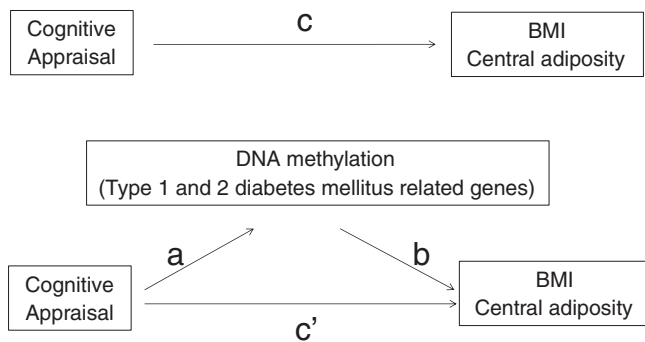 Cognitive
Appraisal
c
BMI
Central adiposity
DNA methylation
(Type 1 and 2 diabetes mellitus related genes)
a
b
Cognitive
Appraisal
c’
BMI
Central adiposity